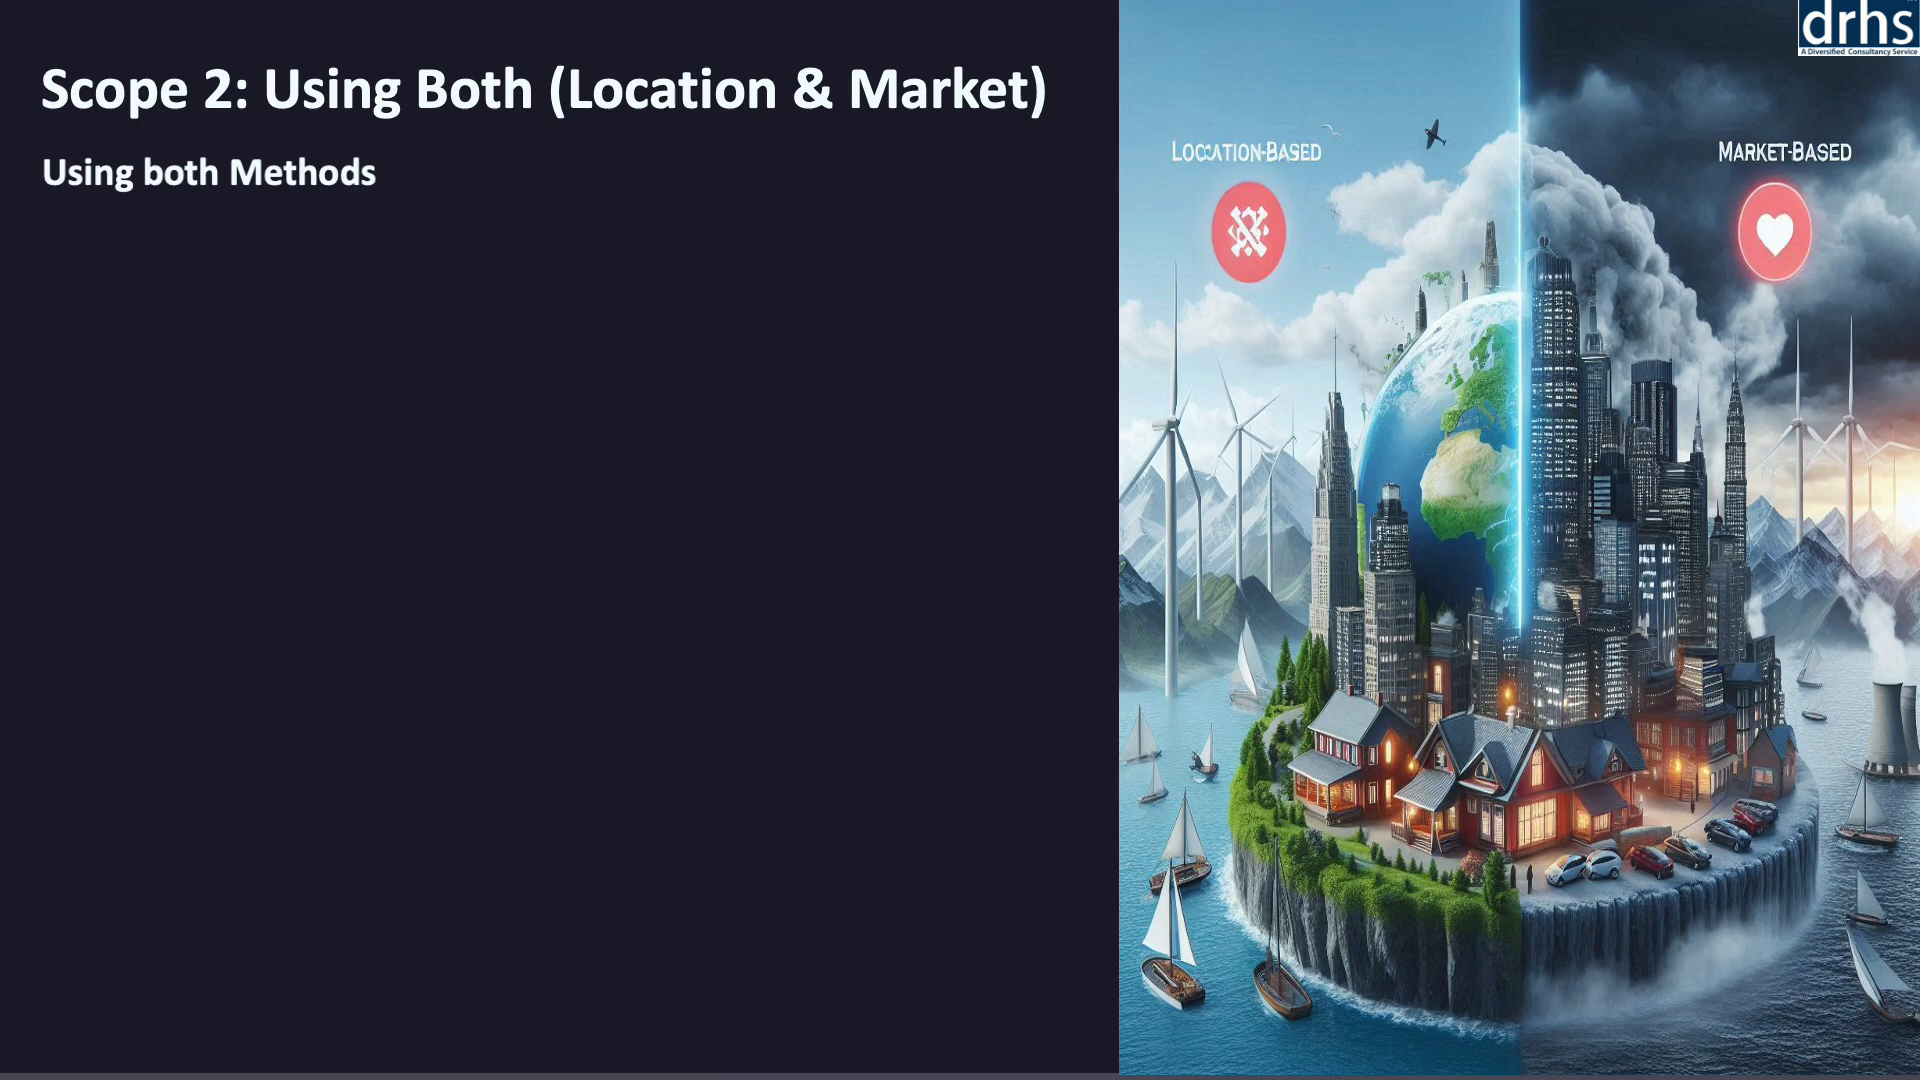 Scope 2: Using Both (Location & Market)
Using both Methods
LOCATION-BASED
MARKET-BASED
drhs
A Diversified Consultancy Service